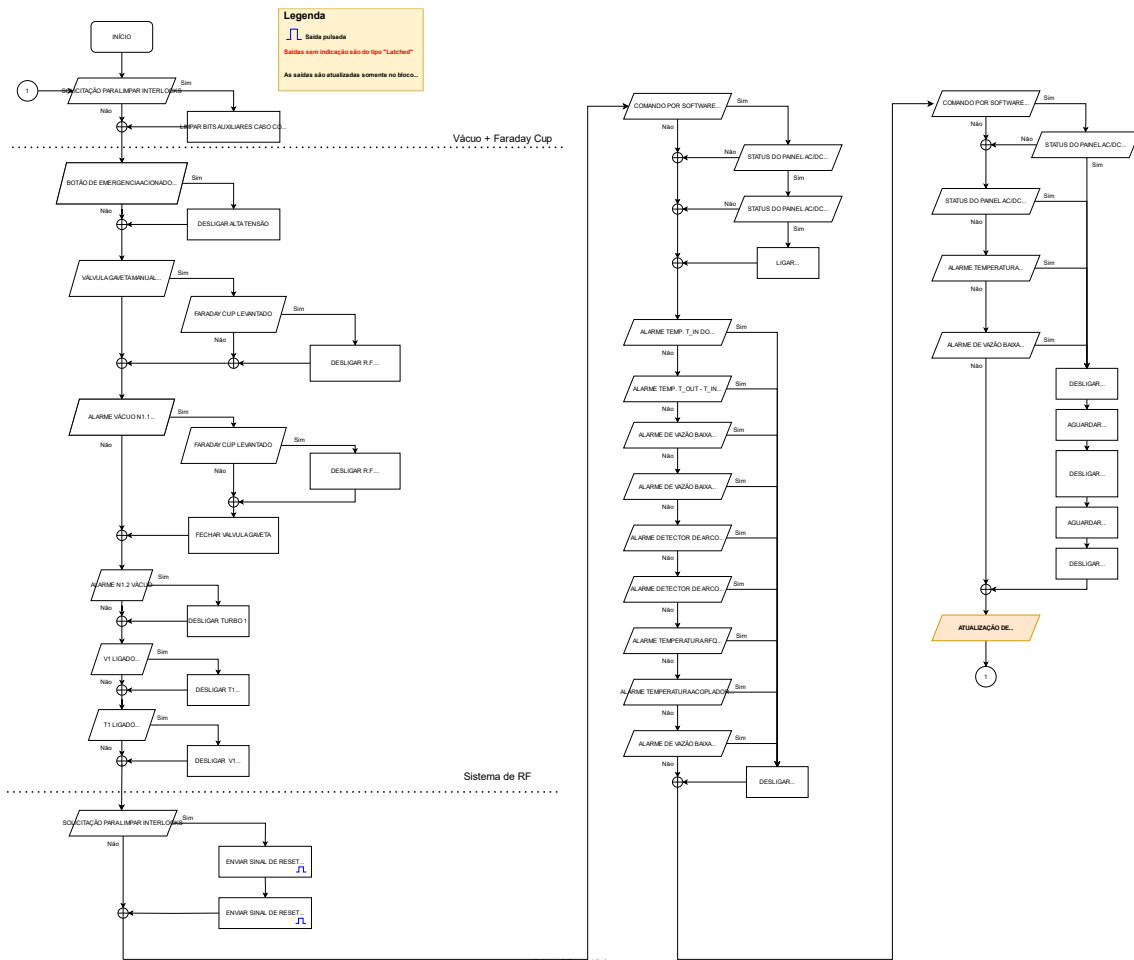 Legenda
Saída pulsada
Saídas sem indicação são do tipo "Latched"
As saídas são atualizadas somente no bloco...
INÍCIO
1
SOLICITAÇÃO PARA LIMPAR INTERLOCKS
Sim
Não
LIMPAR BITS AUXILIARES CASO CO...
Vácuo + Faraday Cup
BOTÃO DE EMERGENCIA ACIONADO...
Sim
Não
DESLIGAR ALTA TENSÃO
VÁLVULA GAVETA MANUAL...
Sim
Não
FARADAY CUP LEVANTADO
Sim
Não
DESLIGAR R.F....
ALARME VÁCUO N1.1...
Sim
Não
FARADAY CUP LEVANTADO
Sim
Não
DESLIGAR R.F....
FECHAR VALVULA GAVETA
ALARME N1.2 VÁCUO
Sim
Não
DESLIGAR TURBO 1
V1 LIGADO...
Sim
Não
DESLIGAR T1...
T1 LIGADO...
Sim
Não
DESLIGAR V1...
Sistema de RF
SOLICITAÇÃO PARA LIMPAR INTERLOCKS
Sim
Não
ENVIAR SINAL DE RESET...
ENVIAR SINAL DE RESET...
COMANDO POR SOFTWARE...
Sim
Não
STATUS DO PAINEL AC/DC...
Não
Sim
STATUS DO PAINEL AC/DC...
Não
Sim
LIGAR...
ALARME TEMP. T_IN DO...
Sim
Não
ALARME TEMP. T_OUT - T_IN...
Sim
Não
ALARME DE VAZÃO BAIXA...
Sim
Não
ALARME DE VAZÃO BAIXA...
Sim
Não
ALARME DETECTOR DE ARCO...
Sim
Não
ALARME DETECTOR DE ARCO...
Sim
Não
ALARME TEMPERATURA RFQ...
Sim
Não
ALARME TEMPERATURA ACOPLADOR...
Sim
Não
ALARME DE VAZÃO BAIXA...
Sim
Não
DESLIGAR...
COMANDO POR SOFTWARE...
Sim
Não
STATUS DO PAINEL AC/DC...
Não
Sim
STATUS DO PAINEL AC/DC...
Sim
Não
ALARME TEMPERATURA...
Sim
Não
ALARME DE VAZÃO BAIXA...
Sim
Não
DESLIGAR...
AGUARDAR...
DESLIGAR...
AGUARDAR...
DESLIGAR...
ATUALIZAÇÃO DE...
1